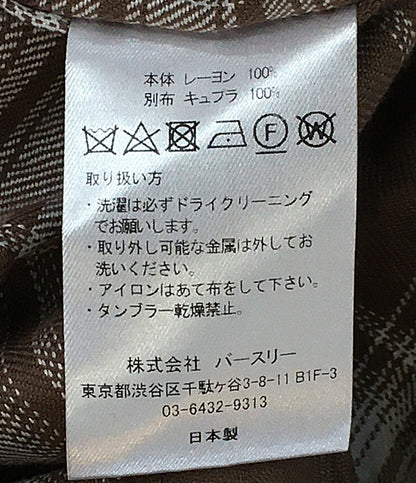 本体 レーヨン 100%
別布 キュプラ 100%
F W
取り扱い方
・洗濯は必ずドライクリーニング
でお願いします。
・取り外し可能な金属は外してお
洗いください。
・アイロンはあて布をして下さい。
・タンブラー乾燥禁止。
株式会社 バースリー
東京都渋谷区千駄ヶ谷3-8-11 B1F-3
03-6432-9313
日本製